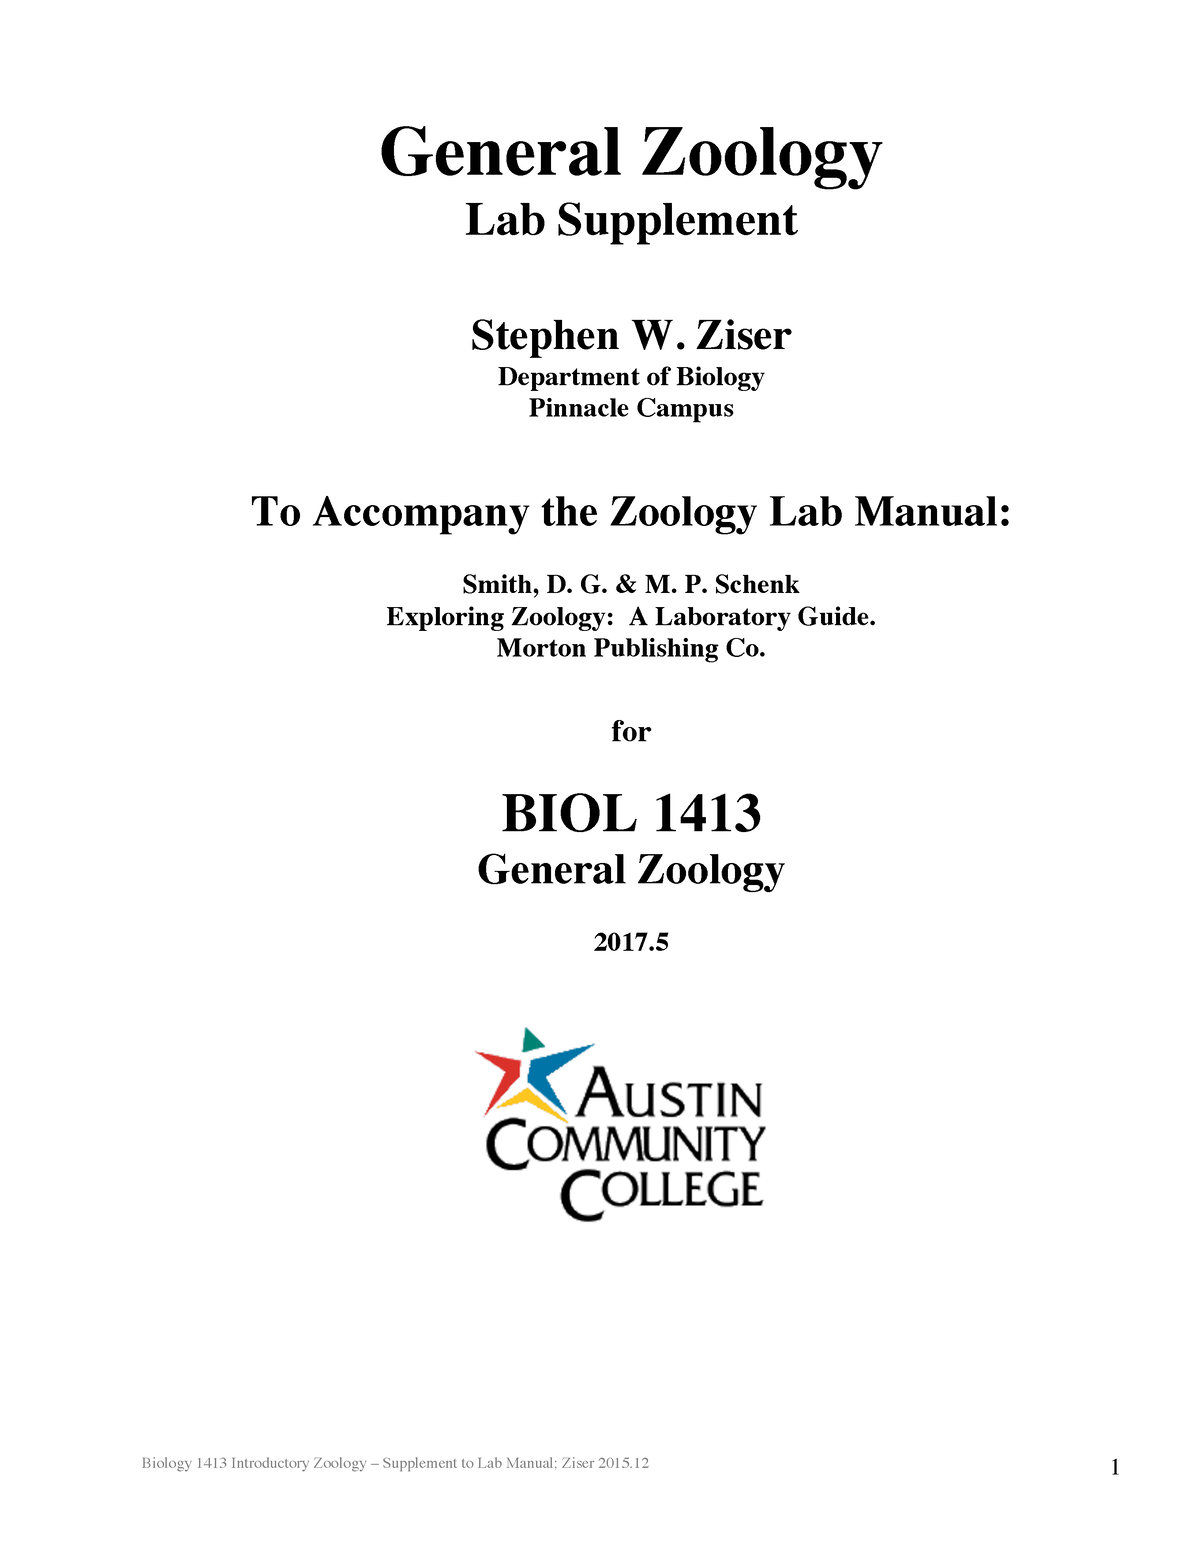 General Zoology
Lab Supplement
Stephen W. Ziser
Department of Biology
Pinnacle Campus
To Accompany the Zoology Lab Manual:
Smith, D. G. & M. P. Schenk
Exploring Zoology:  A Laboratory Guide.
Morton Publishing Co.
for
BIOL 1413
General Zoology
2017.5
AUSTIN
COMMUNITY
COLLEGE
Biology 1413 Introductory Zoology – Supplement to Lab Manual; Ziser 2015.12
1